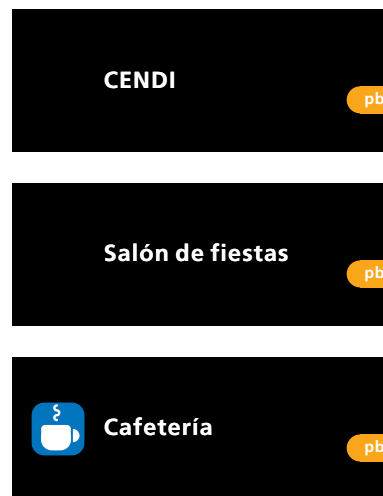 CENDI
pb
Salón de fiestas
pb
Cafetería
pb